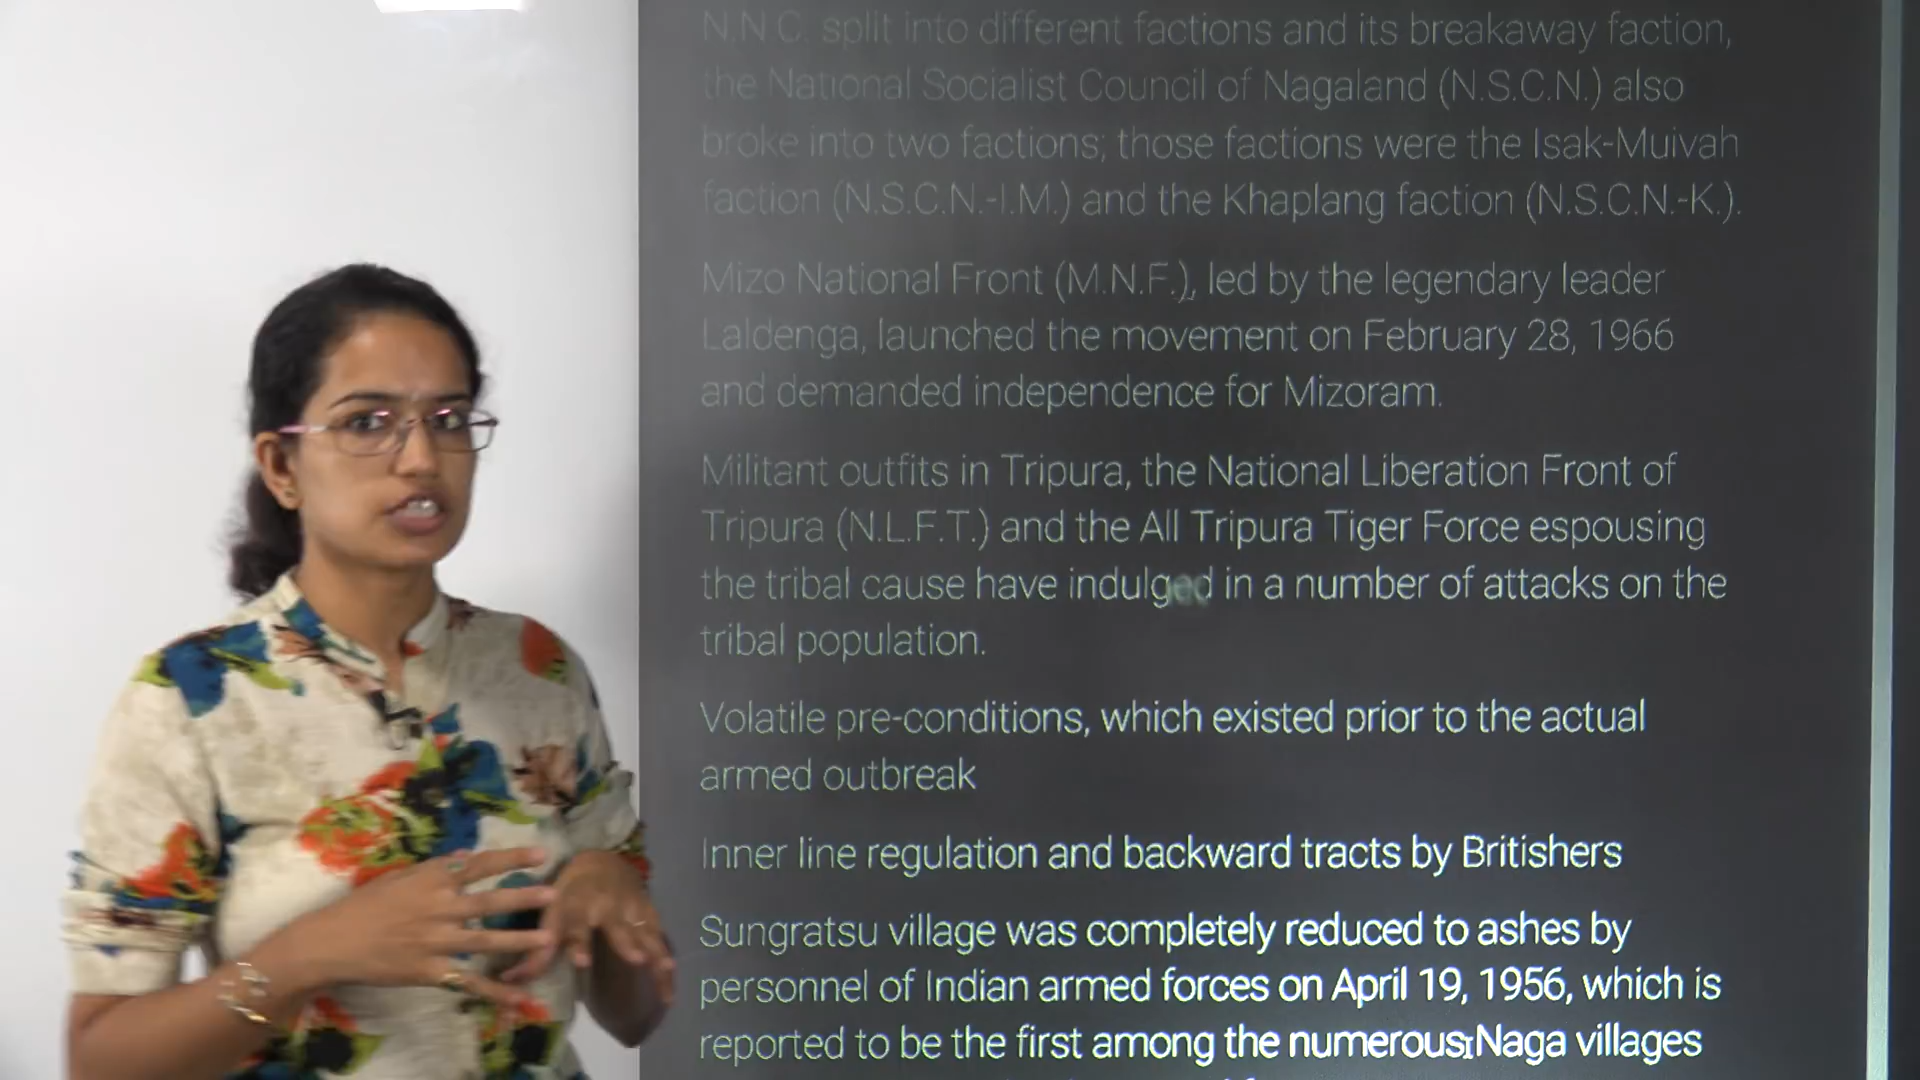 N.N.C. split into different factions and its breakaway faction,
the National Socialist Council of Nagaland (N.S.C.N.) also
broke into two factions; those factions were the Isak-Muivah
faction (N.S.C.N.-I.M.) and the Khaplang faction (N.S.C.N.-K.).
Mizo National Front (M.N.F.), led by the legendary leader
Laldenga, launched the movement on February 28, 1966
and demanded independence for Mizoram.
Militant outfits in Tripura, the National Liberation Front of
Tripura (N.L.F.T.) and the All Tripura Tiger Force espousing
the tribal cause have indulged in a number of attacks on the
tribal population.
Volatile pre-conditions, which existed prior to the actual
armed outbreak
Inner line regulation and backward tracts by Britishers
Sungratsu village was completely reduced to ashes by
personnel of Indian armed forces on April 19, 1956, which is
reported to be the first among the numerous Naga villages